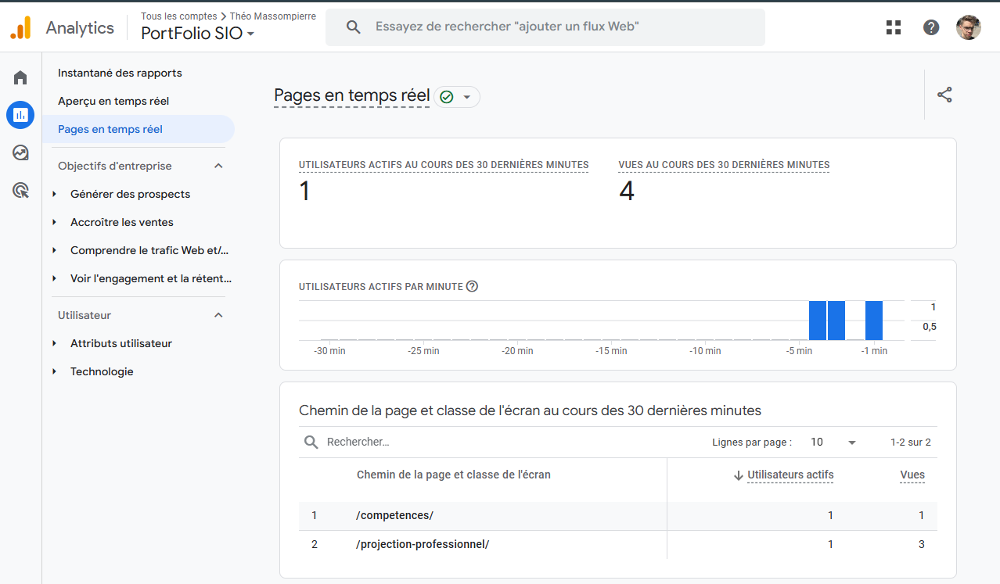 Analytics
Tous les comptes > Théo Massompierre
PortFolio SIO
Essayez de rechercher "ajouter un flux Web"
Instantané des rapports
Aperçu en temps réel
Pages en temps réel
Objectifs d'entreprise
Générer des prospects
Accroître les ventes
Comprendre le trafic Web et/...
Voir l'engagement et la rétent...
Utilisateur
Attributs utilisateur
Technologie
Pages en temps réel
UTILISATEURS ACTIFS AU COURS DES 30 DERNIÈRES MINUTES
1
VUES AU COURS DES 30 DERNIÈRES MINUTES
4
UTILISATEURS ACTIFS PAR MINUTE
1
0,5
-30 min -25 min -20 min -15 min -10 min -5 min -1 min
Chemin de la page et classe de l'écran au cours des 30 dernières minutes
Rechercher... Lignes par page : 10 1-2 sur 2
Chemin de la page et classe de l'écran Utilisateurs actifs Vues
1 /competences/ 1 1
2 /projection-professionnel/ 1 3